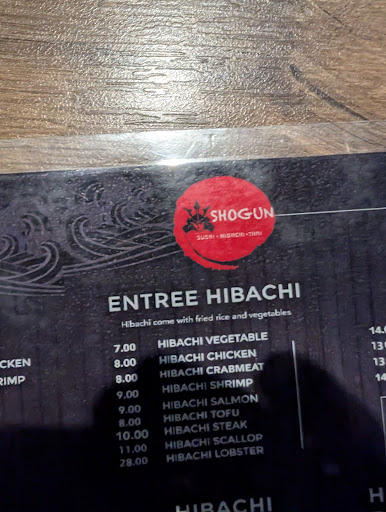 SHOGUN
SUSHI • HIBACHI • THAI
ENTREE HIBACHI
Hibachi come with fried rice and vegetables
7.00 HIBACHI VEGETABLE
8.00 HIBACHI CHICKEN
8.00 HIBACHI CRABMEAT
9.00 HIBACHI SHRIMP
9.00 HIBACHI SALMON
8.00 HIBACHI TOFU
10.00 HIBACHI STEAK
11.00 HIBACHI SCALLOP
28.00 HIBACHI LOBSTER
HIBACHI